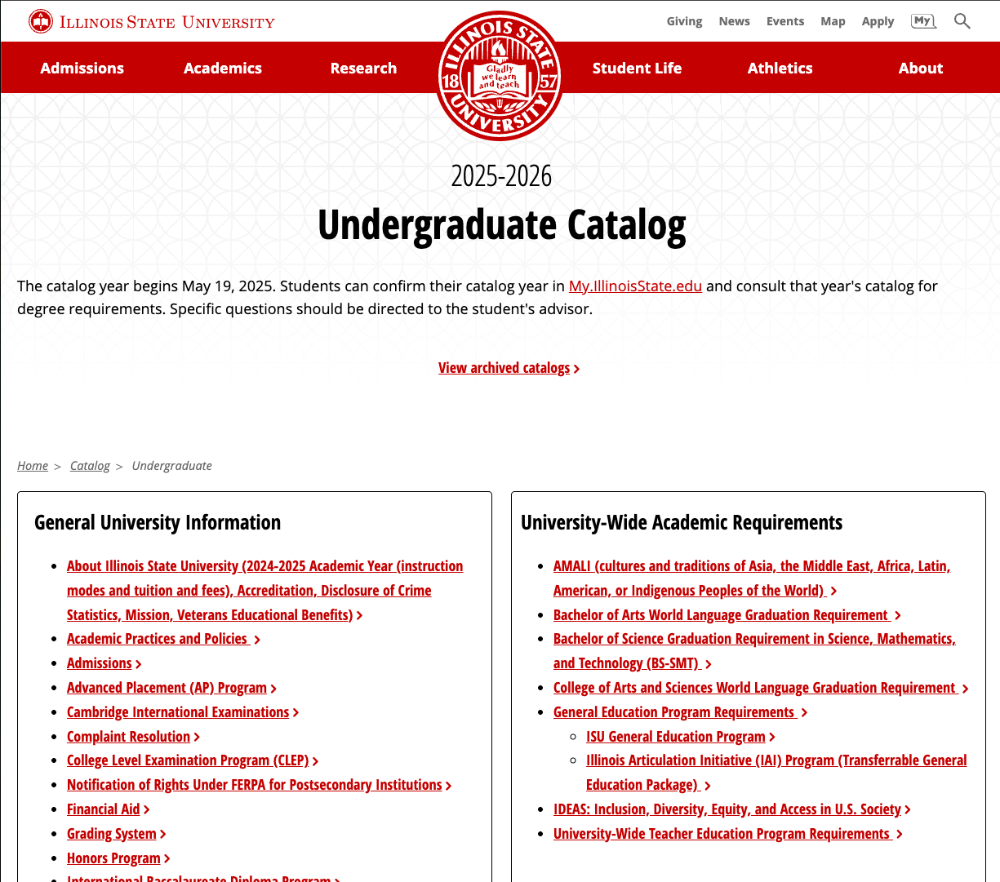 Illinois State University
Giving News Events Map Apply My
Admissions Academics Research Student Life Athletics About
ILLINOIS STATE UNIVERSITY
18 57
Gladly
we learn
and teach
2025-2026
Undergraduate Catalog
The catalog year begins May 19, 2025. Students can confirm their catalog year in My.IllinoisState.edu and consult that year's catalog for
degree requirements. Specific questions should be directed to the student's advisor.
View archived catalogs
Home > Catalog > Undergraduate
General University Information
About Illinois State University (2024-2025 Academic Year (instruction
modes and tuition and fees), Accreditation, Disclosure of Crime
Statistics, Mission, Veterans Educational Benefits)
Academic Practices and Policies
Admissions
Advanced Placement (AP) Program
Cambridge International Examinations
Complaint Resolution
College Level Examination Program (CLEP)
Notification of Rights Under FERPA for Postsecondary Institutions
Financial Aid
Grading System
Honors Program
International Baccalaureate Diploma Program
University-Wide Academic Requirements
AMALI (cultures and traditions of Asia, the Middle East, Africa, Latin,
American, or Indigenous Peoples of the World)
Bachelor of Arts World Language Graduation Requirement
Bachelor of Science Graduation Requirement in Science, Mathematics,
and Technology (BS-SMT)
College of Arts and Sciences World Language Graduation Requirement
General Education Program Requirements
ISU General Education Program
Illinois Articulation Initiative (IAI) Program (Transferrable General
Education Package)
IDEAS: Inclusion, Diversity, Equity, and Access in U.S. Society
University-Wide Teacher Education Program Requirements